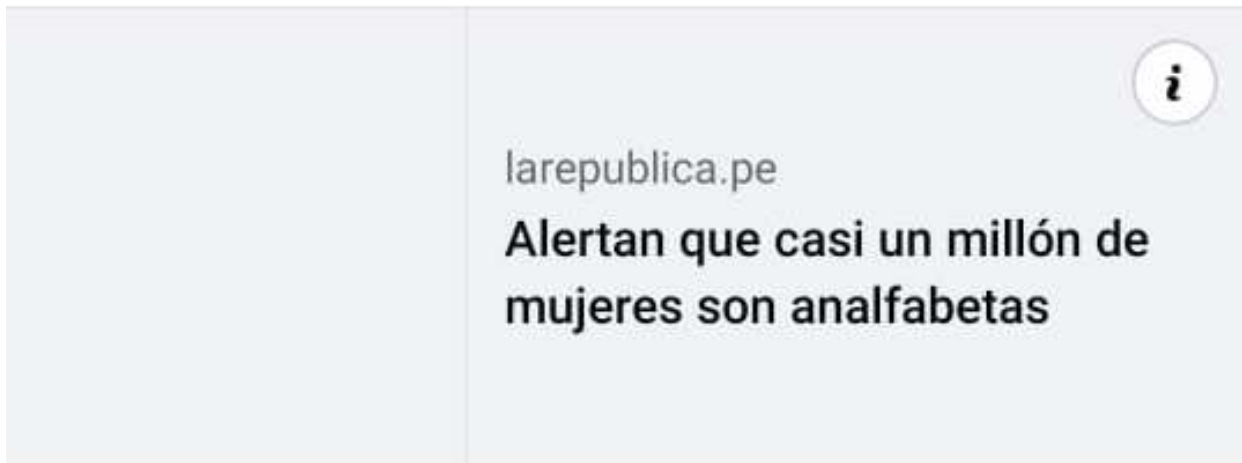 i
larepublica.pe
Alertan que casi un millón de
mujeres son analfabetas